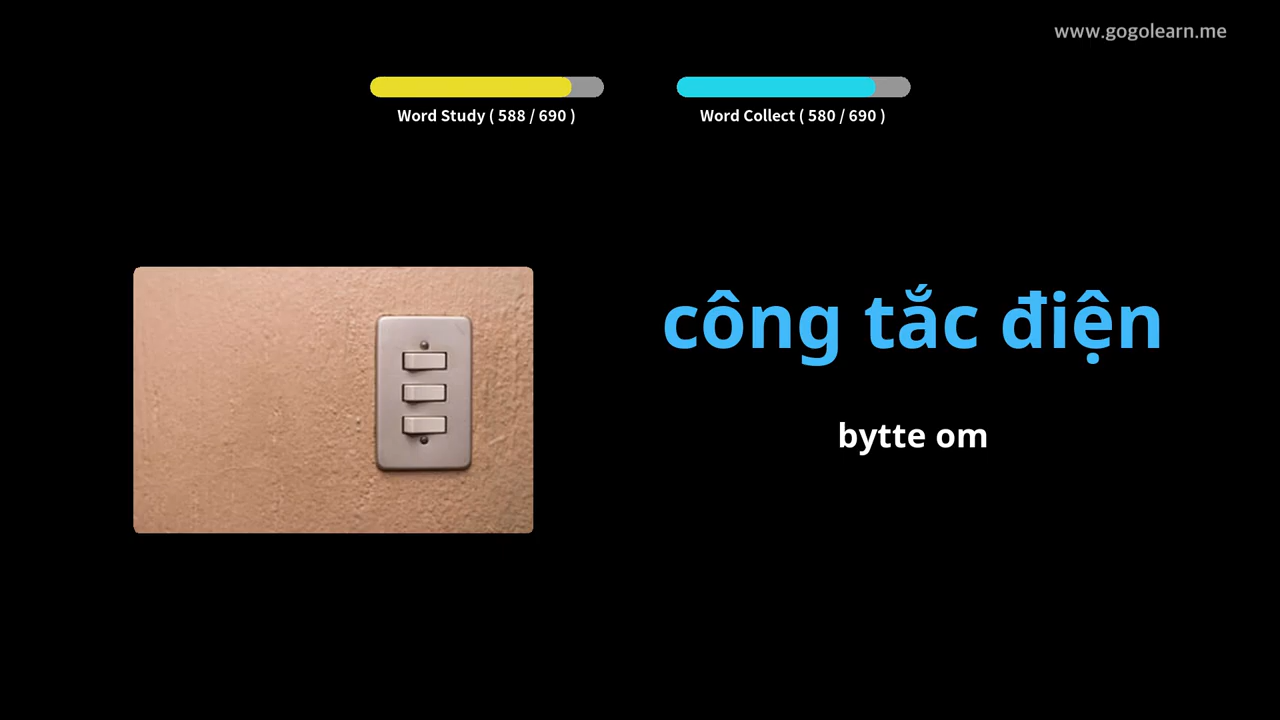 www.gogolearn.me
Word Study ( 588 / 690 )
Word Collect ( 580 / 690 )
công tắc điện
bytte om